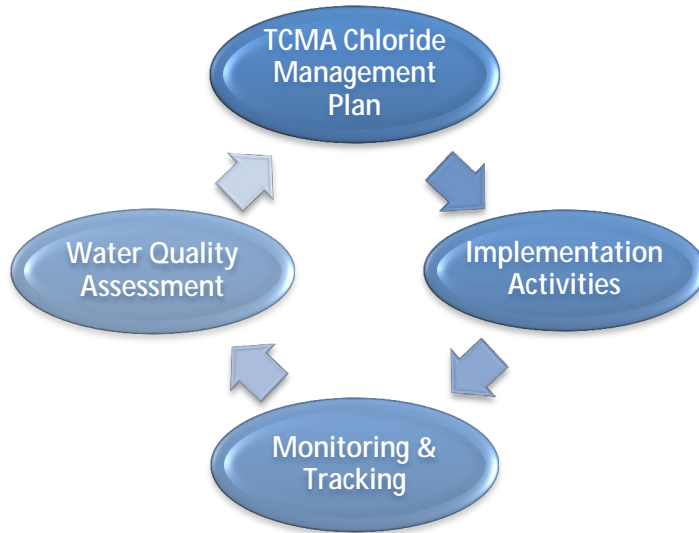 TCMA Chloride
Management
Plan
Implementation
Activities
Monitoring &
Tracking
Water Quality
Assessment